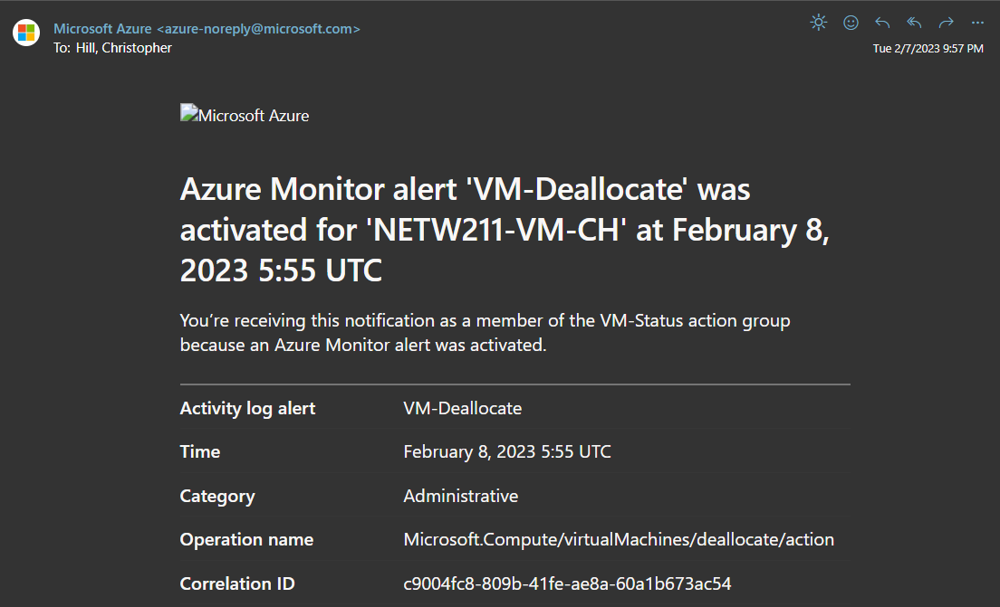 Microsoft Azure <azure-noreply@microsoft.com>
To: Hill, Christopher
Tue 2/7/2023 9:57 PM
Microsoft Azure
Azure Monitor alert 'VM-Deallocate' was
activated for 'NETW211-VM-CH' at February 8,
2023 5:55 UTC
You’re receiving this notification as a member of the VM-Status action group
because an Azure Monitor alert was activated.
Activity log alert VM-Deallocate
Time February 8, 2023 5:55 UTC
Category Administrative
Operation name Microsoft.Compute/virtualMachines/deallocate/action
Correlation ID c9004fc8-809b-41fe-ae8a-60a1b673ac54